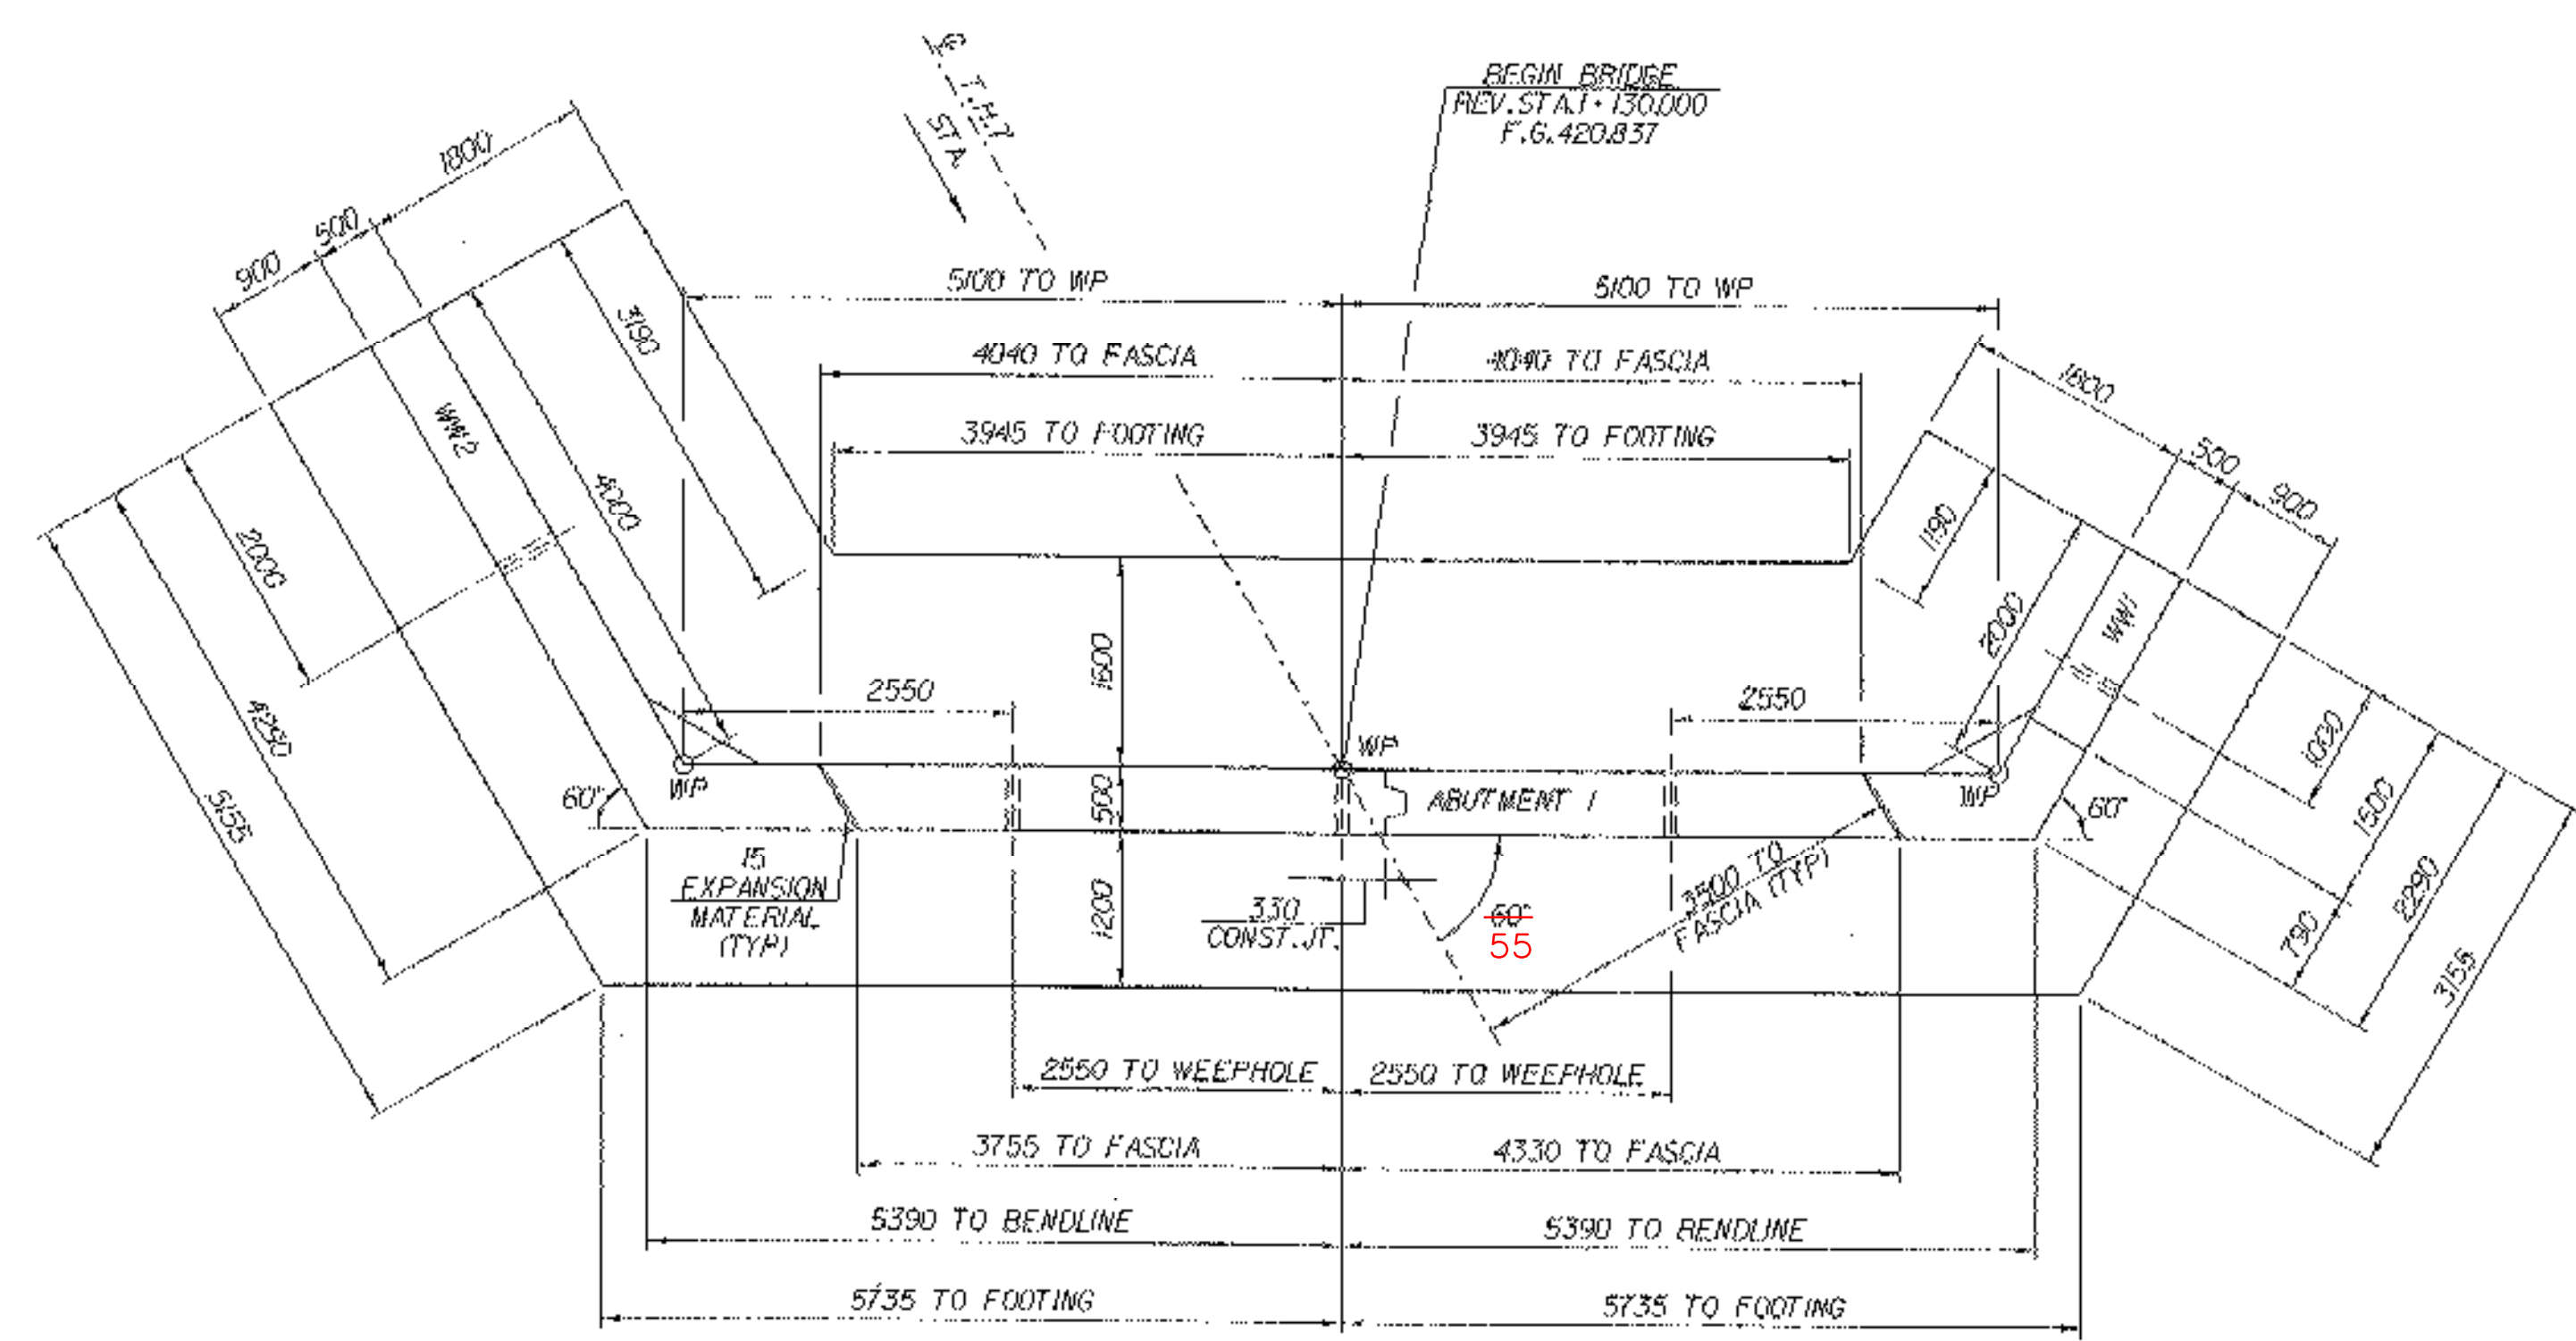 ℄ T.H.7
STA.
BEGIN BRIDGE
REV.STA.1+130.000
F.G.420.837
1800
500
900
5100 TO WP
5100 TO WP
3190
4040 TO FASCIA
4040 TO FASCIA
1800
3945 TO FOOTING
3945 TO FOOTING
500
900
WW2
4000
1190
2000
2000
WW1
1600
2550
2550
4290
1000
WP
WP
WP
60°
500
ABUTMENT 1
60°
1500
5155
15
EXPANSION
MATERIAL
(TYP)
1200
330
CONST.JT.
60°
55
3500 TO
FASCIA (TYP)
2290
790
3155
2550 TO WEEPHOLE
2550 TO WEEPHOLE
3755 TO FASCIA
4330 TO FASCIA
5390 TO BENDLINE
5390 TO BENDLINE
5735 TO FOOTING
5735 TO FOOTING